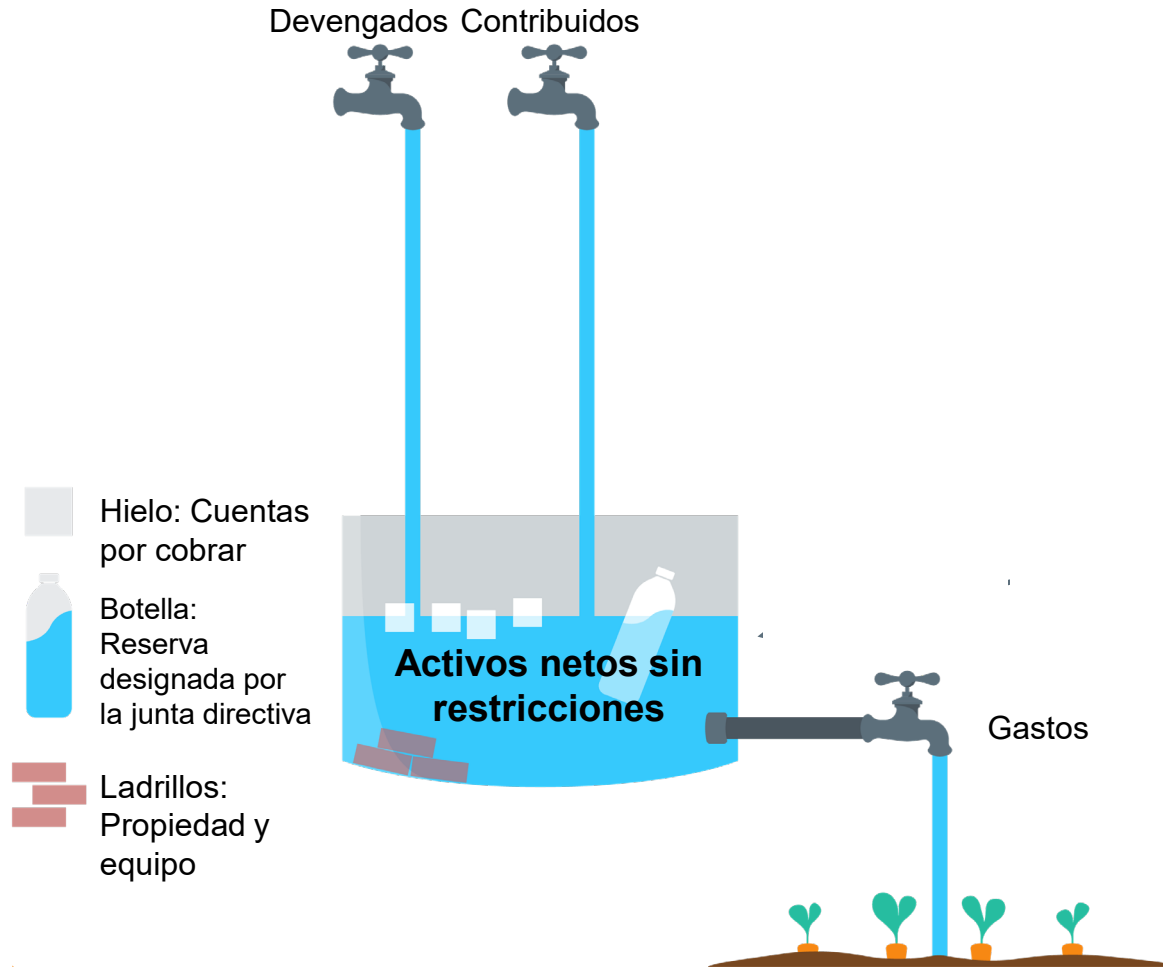 Devengados Contribuidos
Hielo: Cuentas
por cobrar
Botella:
Reserva
designada por
la junta directiva
Ladrillos:
Propiedad y
equipo
Activos netos sin
restricciones
Gastos